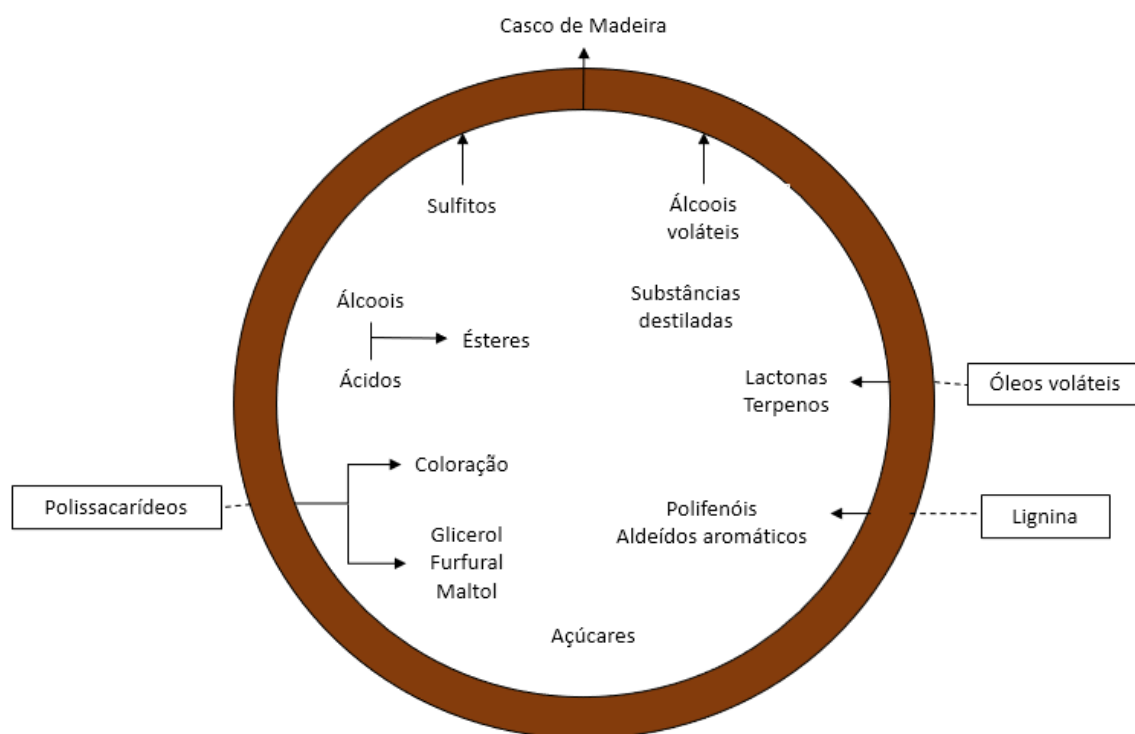 Casco de Madeira
Sulfitos
Álcoois
voláteis
Substâncias
destiladas
Álcoois
Ésteres
Ácidos
Lactonas
Terpenos
Óleos voláteis
Coloração
Polissacarídeos
Glicerol
Furfural
Maltol
Polifenóis
Aldeídos aromáticos
Lignina
Açúcares